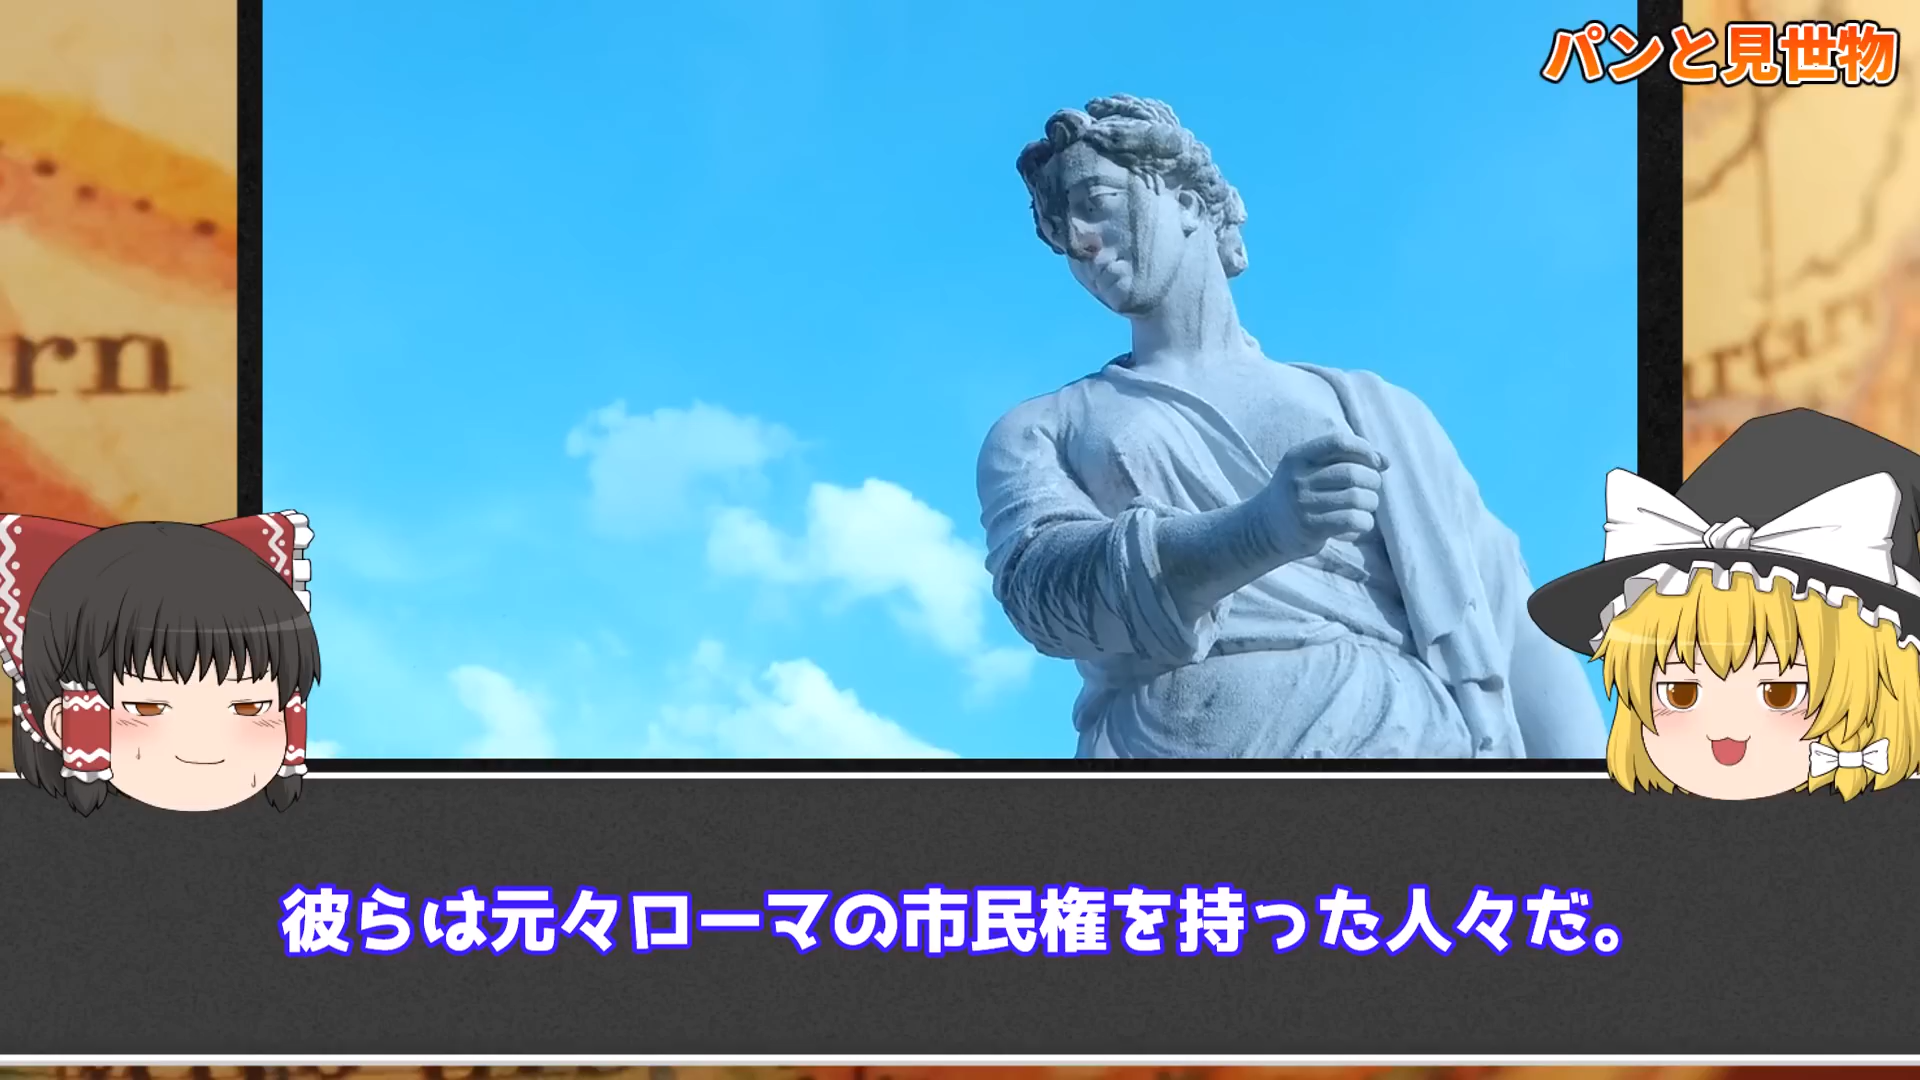 パンと見世物
rn
彼らは元々ローマの市民権を持った人々だ。